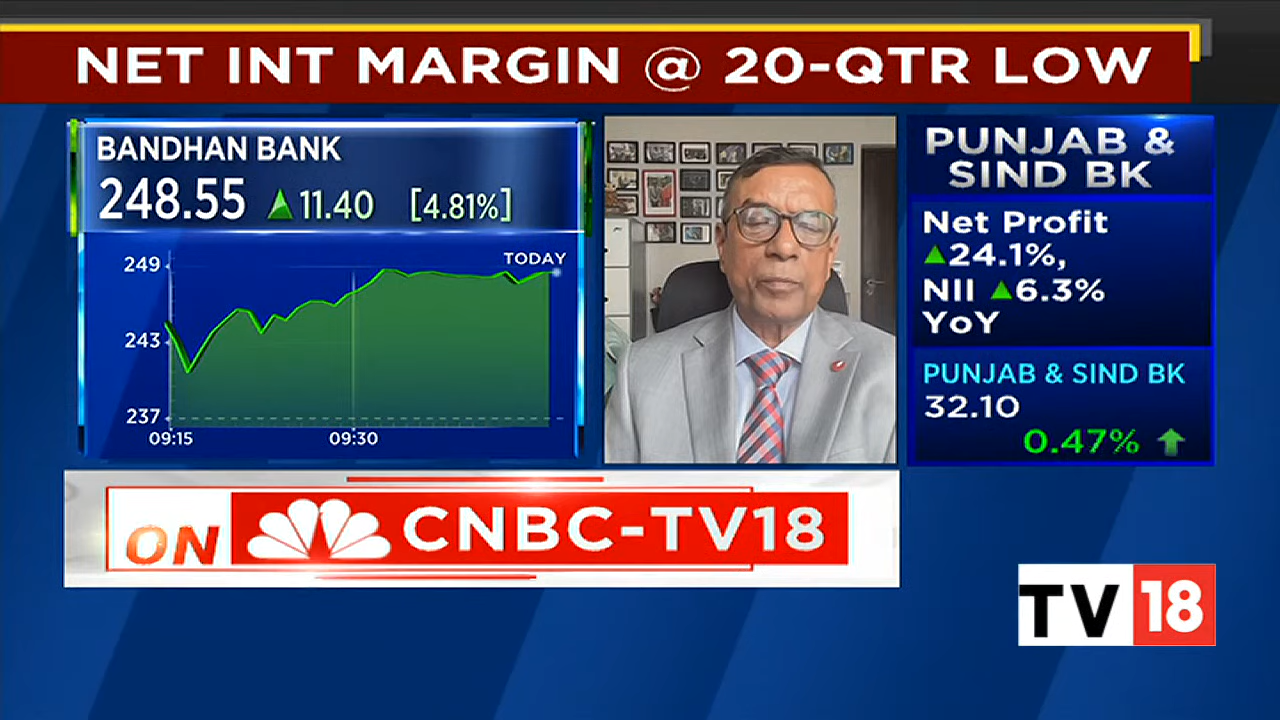 NET INT MARGIN @ 20-QTR LOW
BANDHAN BANK
248.55 ▲ 11.40 [4.81%]
TODAY
249
243
237
09:15 09:30
PUNJAB &
SIND BK
Net Profit
▲24.1%,
NII ▲6.3%
YoY
PUNJAB & SIND BK
32.10
0.47%
ON CNBC-TV18
TV18